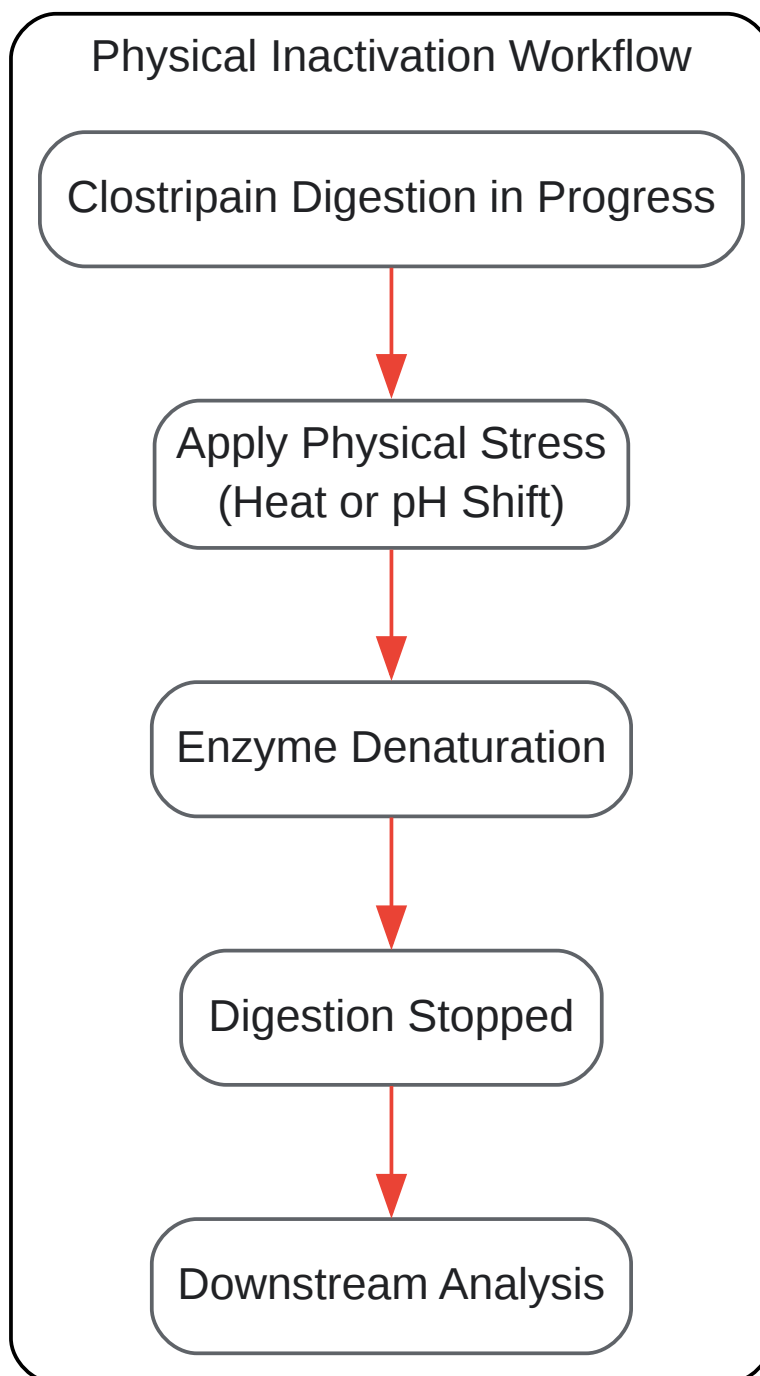 Physical Inactivation Workflow
Clostripain Digestion in Progress
Apply Physical Stress
(Heat or pH Shift)
Enzyme Denaturation
Digestion Stopped
Downstream Analysis